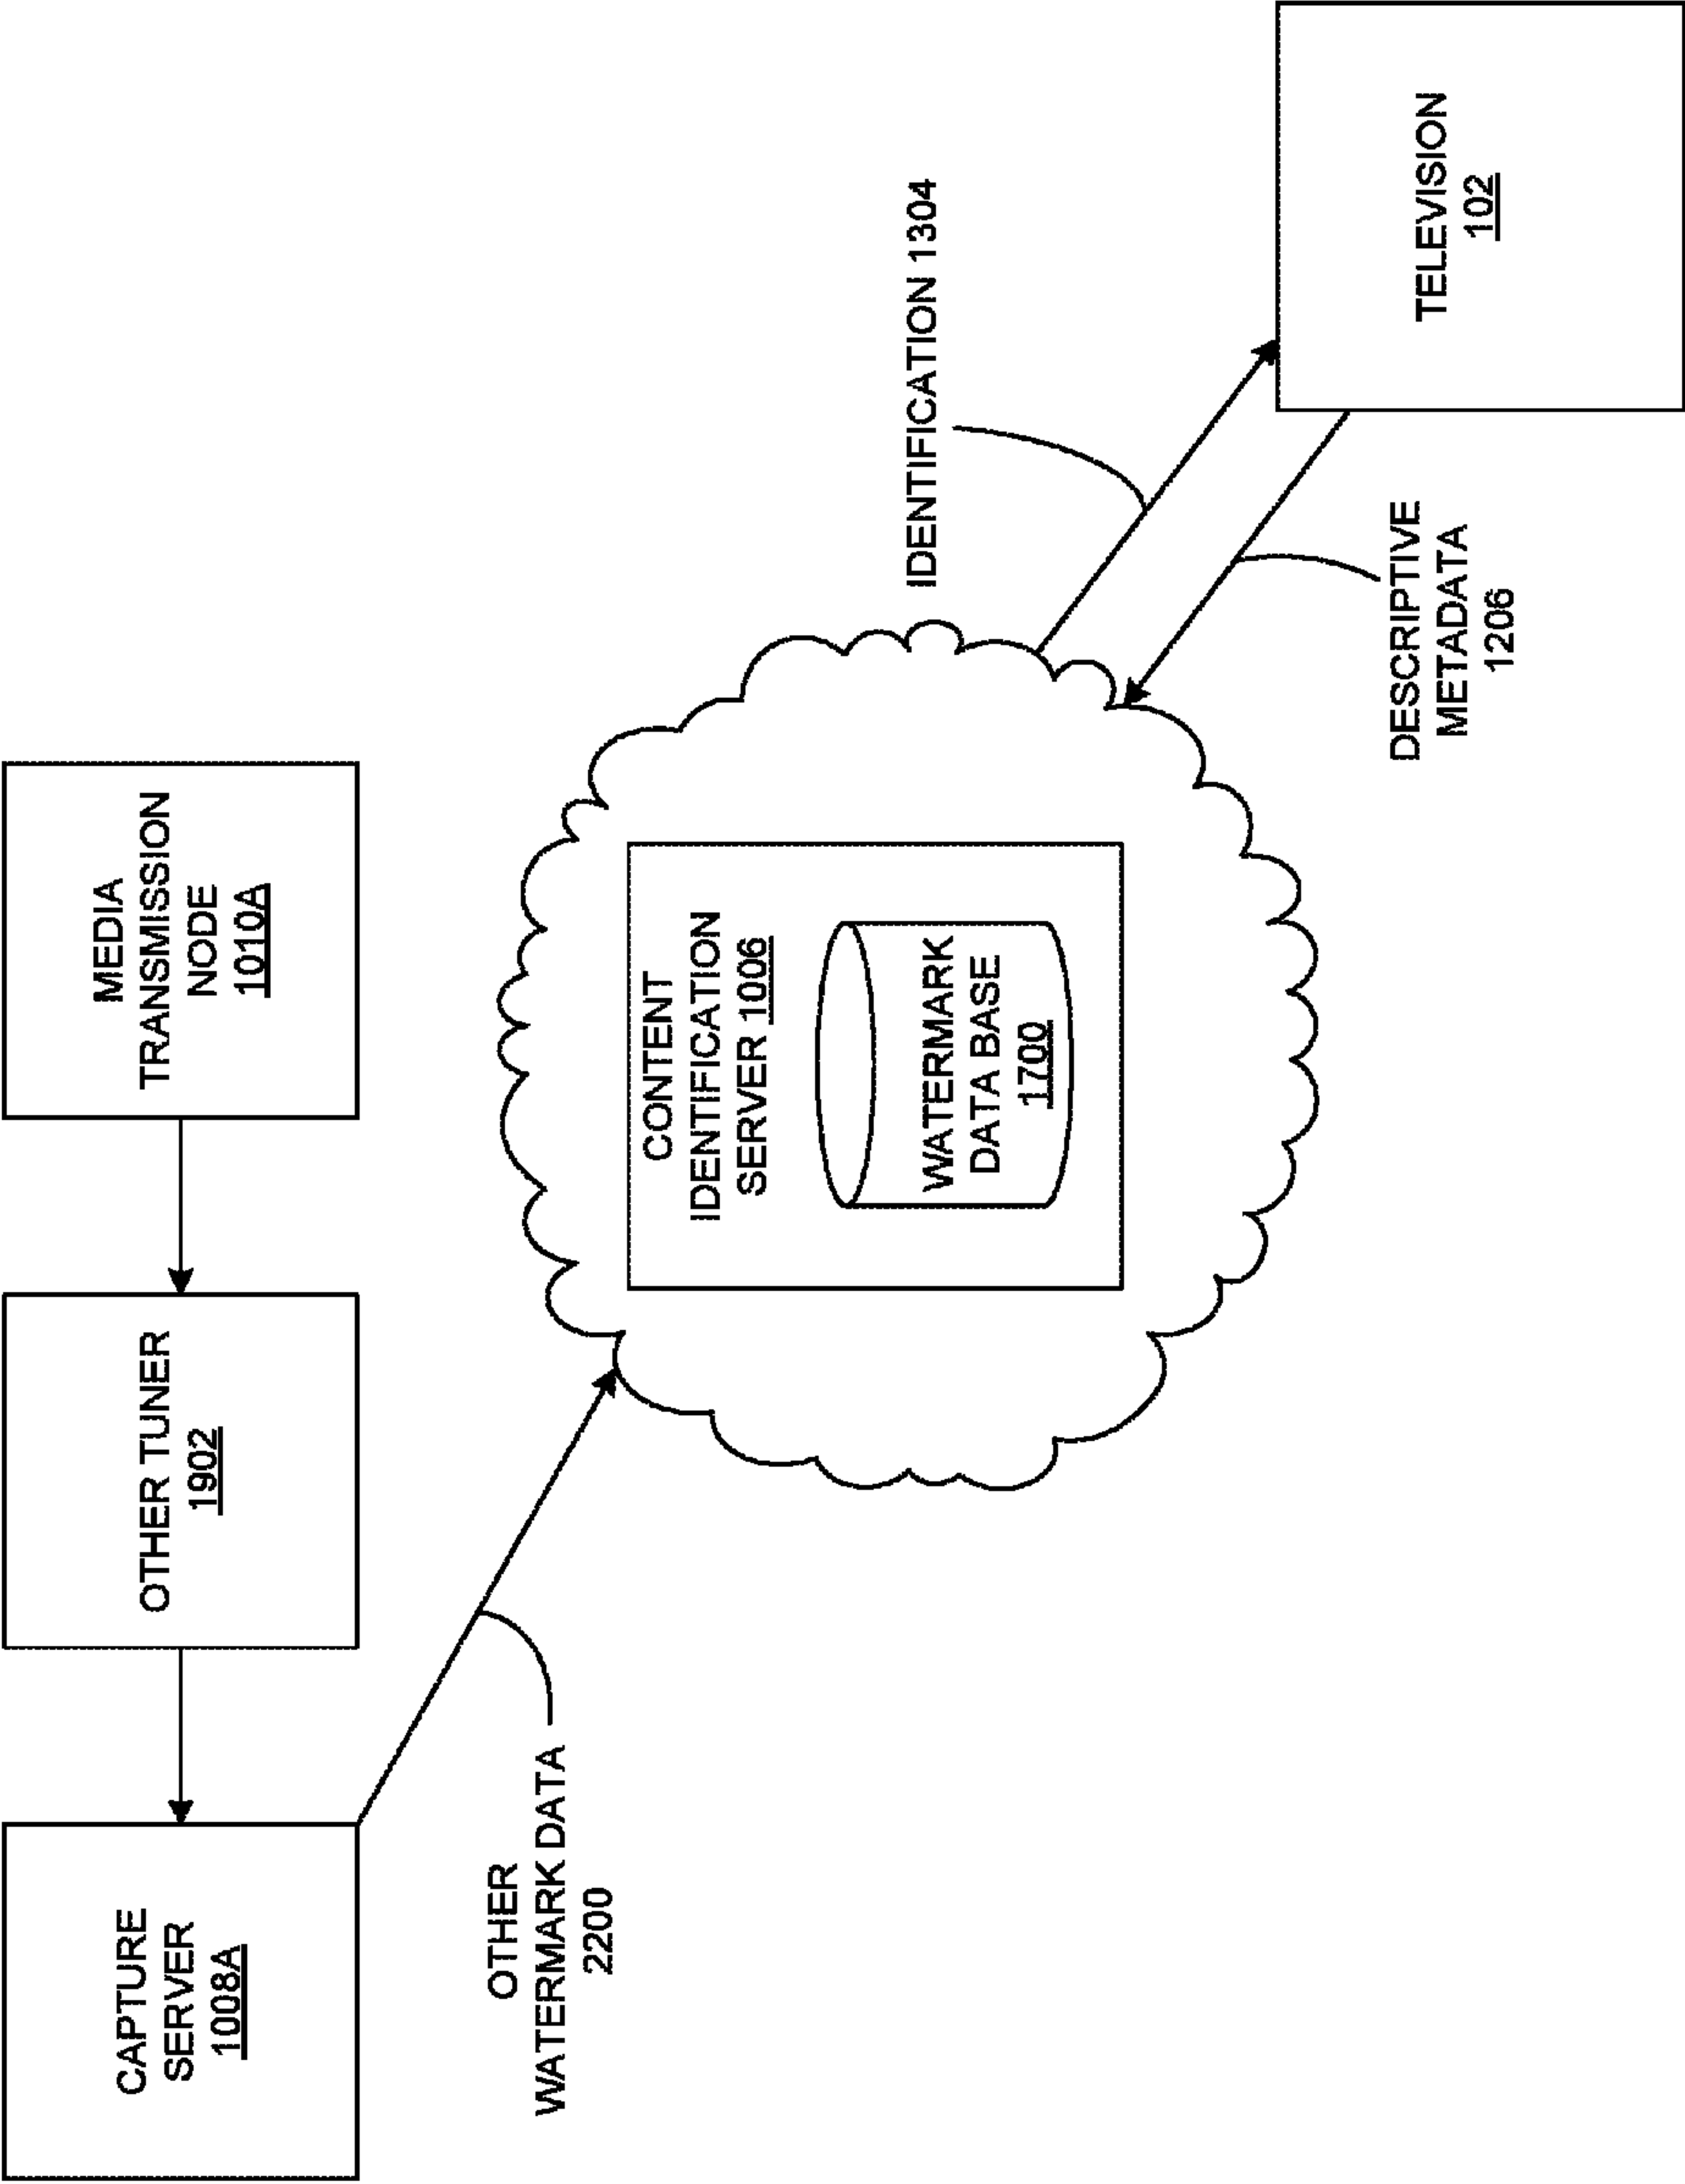 CAPTURE
SERVER
1008A
OTHER TUNER
1902
MEDIA
TRANSMISSION
NODE
1010A
OTHER
WATERMARK DATA
2200
CONTENT
IDENTIFICATION
SERVER 1006
WATERMARK
DATA BASE
1700
IDENTIFICATION 1304
DESCRIPTIVE
METADATA
1206
TELEVISION
102